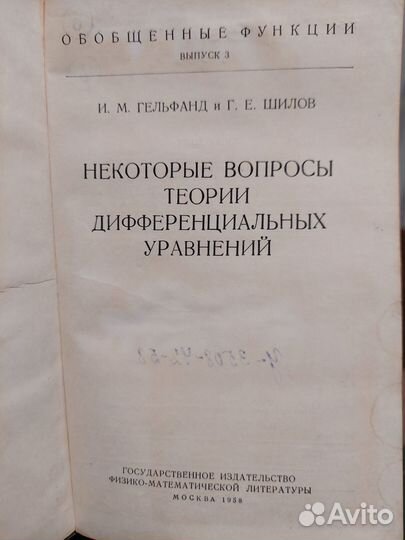 ОБОБЩЕННЫЕ ФУНКЦИИ
ВЫПУСК 3
И. М. ГЕЛЬФАНД и Г. Е. ШИЛОВ
НЕКОТОРЫЕ ВОПРОСЫ
ТЕОРИИ
ДИФФЕРЕНЦИАЛЬНЫХ
УРАВНЕНИЙ
ГОСУДАРСТВЕННОЕ ИЗДАТЕЛЬСТВО
ФИЗИКО-МАТЕМАТИЧЕСКОЙ ЛИТЕРАТУРЫ
МОСКВА 1958
Avito